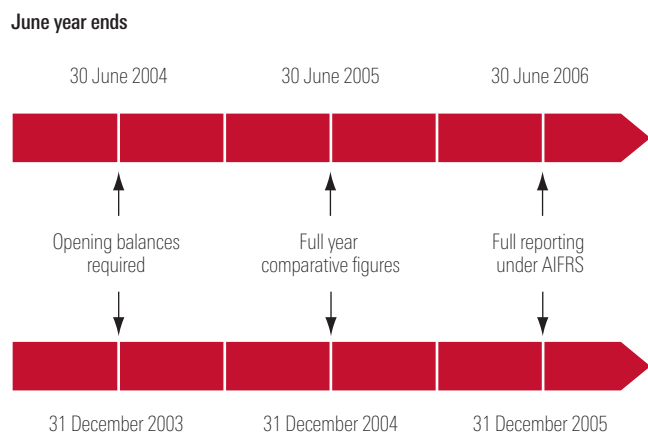 June year ends
30 June 2004 30 June 2005 30 June 2006
Opening balances
required
Full year
comparative figures
Full reporting
under AIFRS
31 December 2003 31 December 2004 31 December 2005